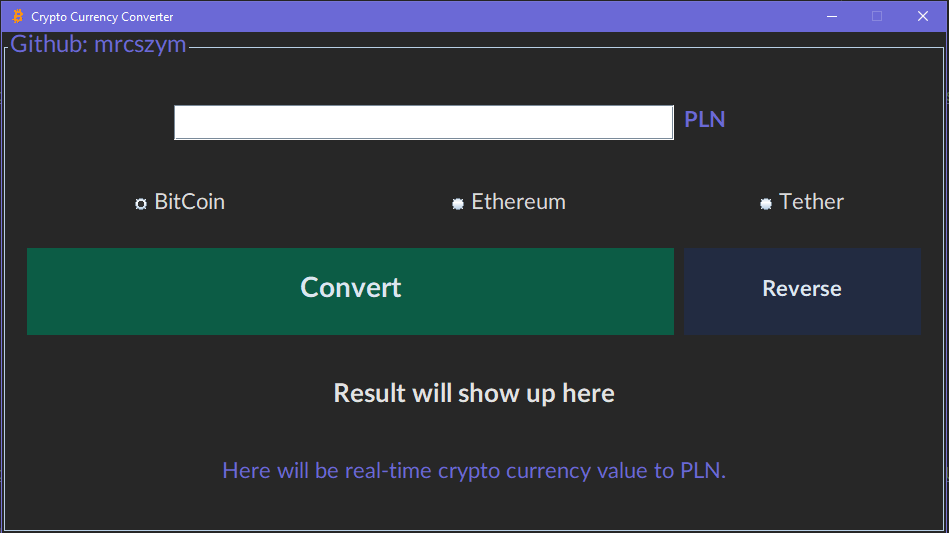 Crypto Currency Converter
Github: mrcszym
PLN
BitCoin Ethereum Tether
Convert Reverse
Result will show up here
Here will be real-time crypto currency value to PLN.